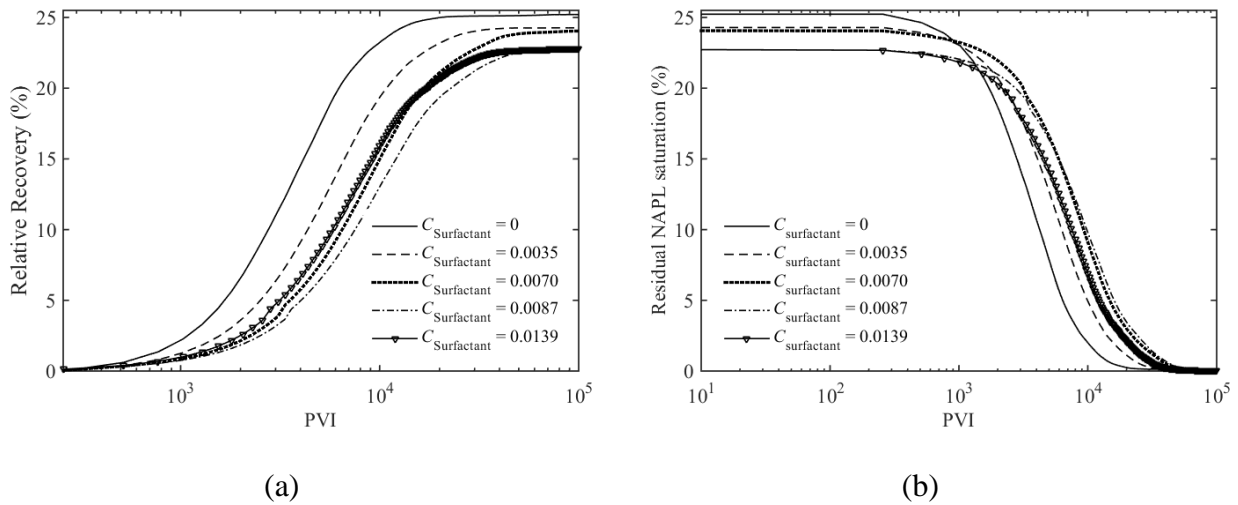 25
20
15
10
5
0
Relative Recovery (%)
C_Surfactant = 0
C_Surfactant = 0.0035
C_Surfactant = 0.0070
C_Surfactant = 0.0087
C_Surfactant = 0.0139
10^3
10^4
10^5
PVI
(a)
25
20
15
10
5
0
Residual NAPL saturation (%)
C_surfactant = 0
C_surfactant = 0.0035
C_surfactant = 0.0070
C_surfactant = 0.0087
C_surfactant = 0.0139
10^1
10^2
10^3
10^4
10^5
PVI
(b)